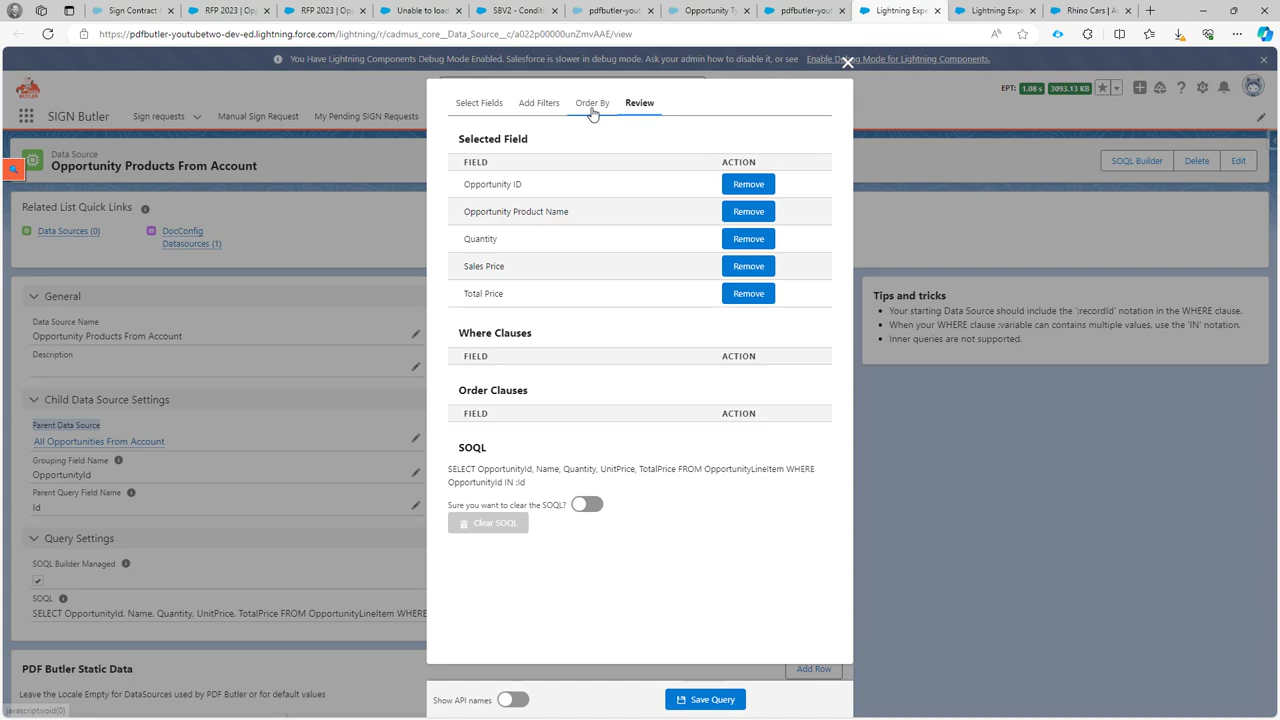 Sign Contract
RFP 2023 | Opp
RFP 2023 | Opp
Unable to load
SBV2 - Conditi
pdfbutler-yout
Opportunity Ty
pdfbutler-yout
Lightning Expe
Lightning Expe
Rhino Cars | Ac
https://pdfbutler-youtubetwo-dev-ed.lightning.force.com/lightning/r/cadmus_core__Data_Source__c/a022p00000unZmvAAE/view
You Have Lightning Components Debug Mode Enabled. Salesforce is slower in debug mode. Ask your admin how to disable it, or see Enable Debug Mode for Lightning Components.
EPT: 1.08 s 3093.13 KB
SIGN Butler
Sign requests
Manual Sign Request
My Pending SIGN Requests
Data Source
Opportunity Products From Account
SOQL Builder
Delete
Edit
Related List Quick Links
Data Sources (0)
DocConfig
Datasources (1)
General
Data Source Name
Opportunity Products From Account
Description
Child Data Source Settings
Parent Data Source
All Opportunities From Account
Grouping Field Name
OpportunityId
Parent Query Field Name
Id
Query Settings
SOQL Builder Managed
SOQL
SELECT OpportunityId, Name, Quantity, UnitPrice, TotalPrice FROM OpportunityLineItem WHERE
PDF Butler Static Data
Add Row
Leave the Locale Empty for DataSources used by PDF Butler or for default values
javascript:void(0)
Select Fields
Add Filters
Order By
Review
Selected Field
FIELD ACTION
Opportunity ID Remove
Opportunity Product Name Remove
Quantity Remove
Sales Price Remove
Total Price Remove
Where Clauses
FIELD ACTION
Order Clauses
FIELD ACTION
SOQL
SELECT OpportunityId, Name, Quantity, UnitPrice, TotalPrice FROM OpportunityLineItem WHERE
OpportunityId IN :Id
Sure you want to clear the SOQL?
Clear SOQL
Show API names
Save Query
Tips and tricks
Your starting Data Source should include the ':recordId' notation in the WHERE clause.
When your WHERE clause :variable can contains multiple values, use the 'IN' notation.
Inner queries are not supported.